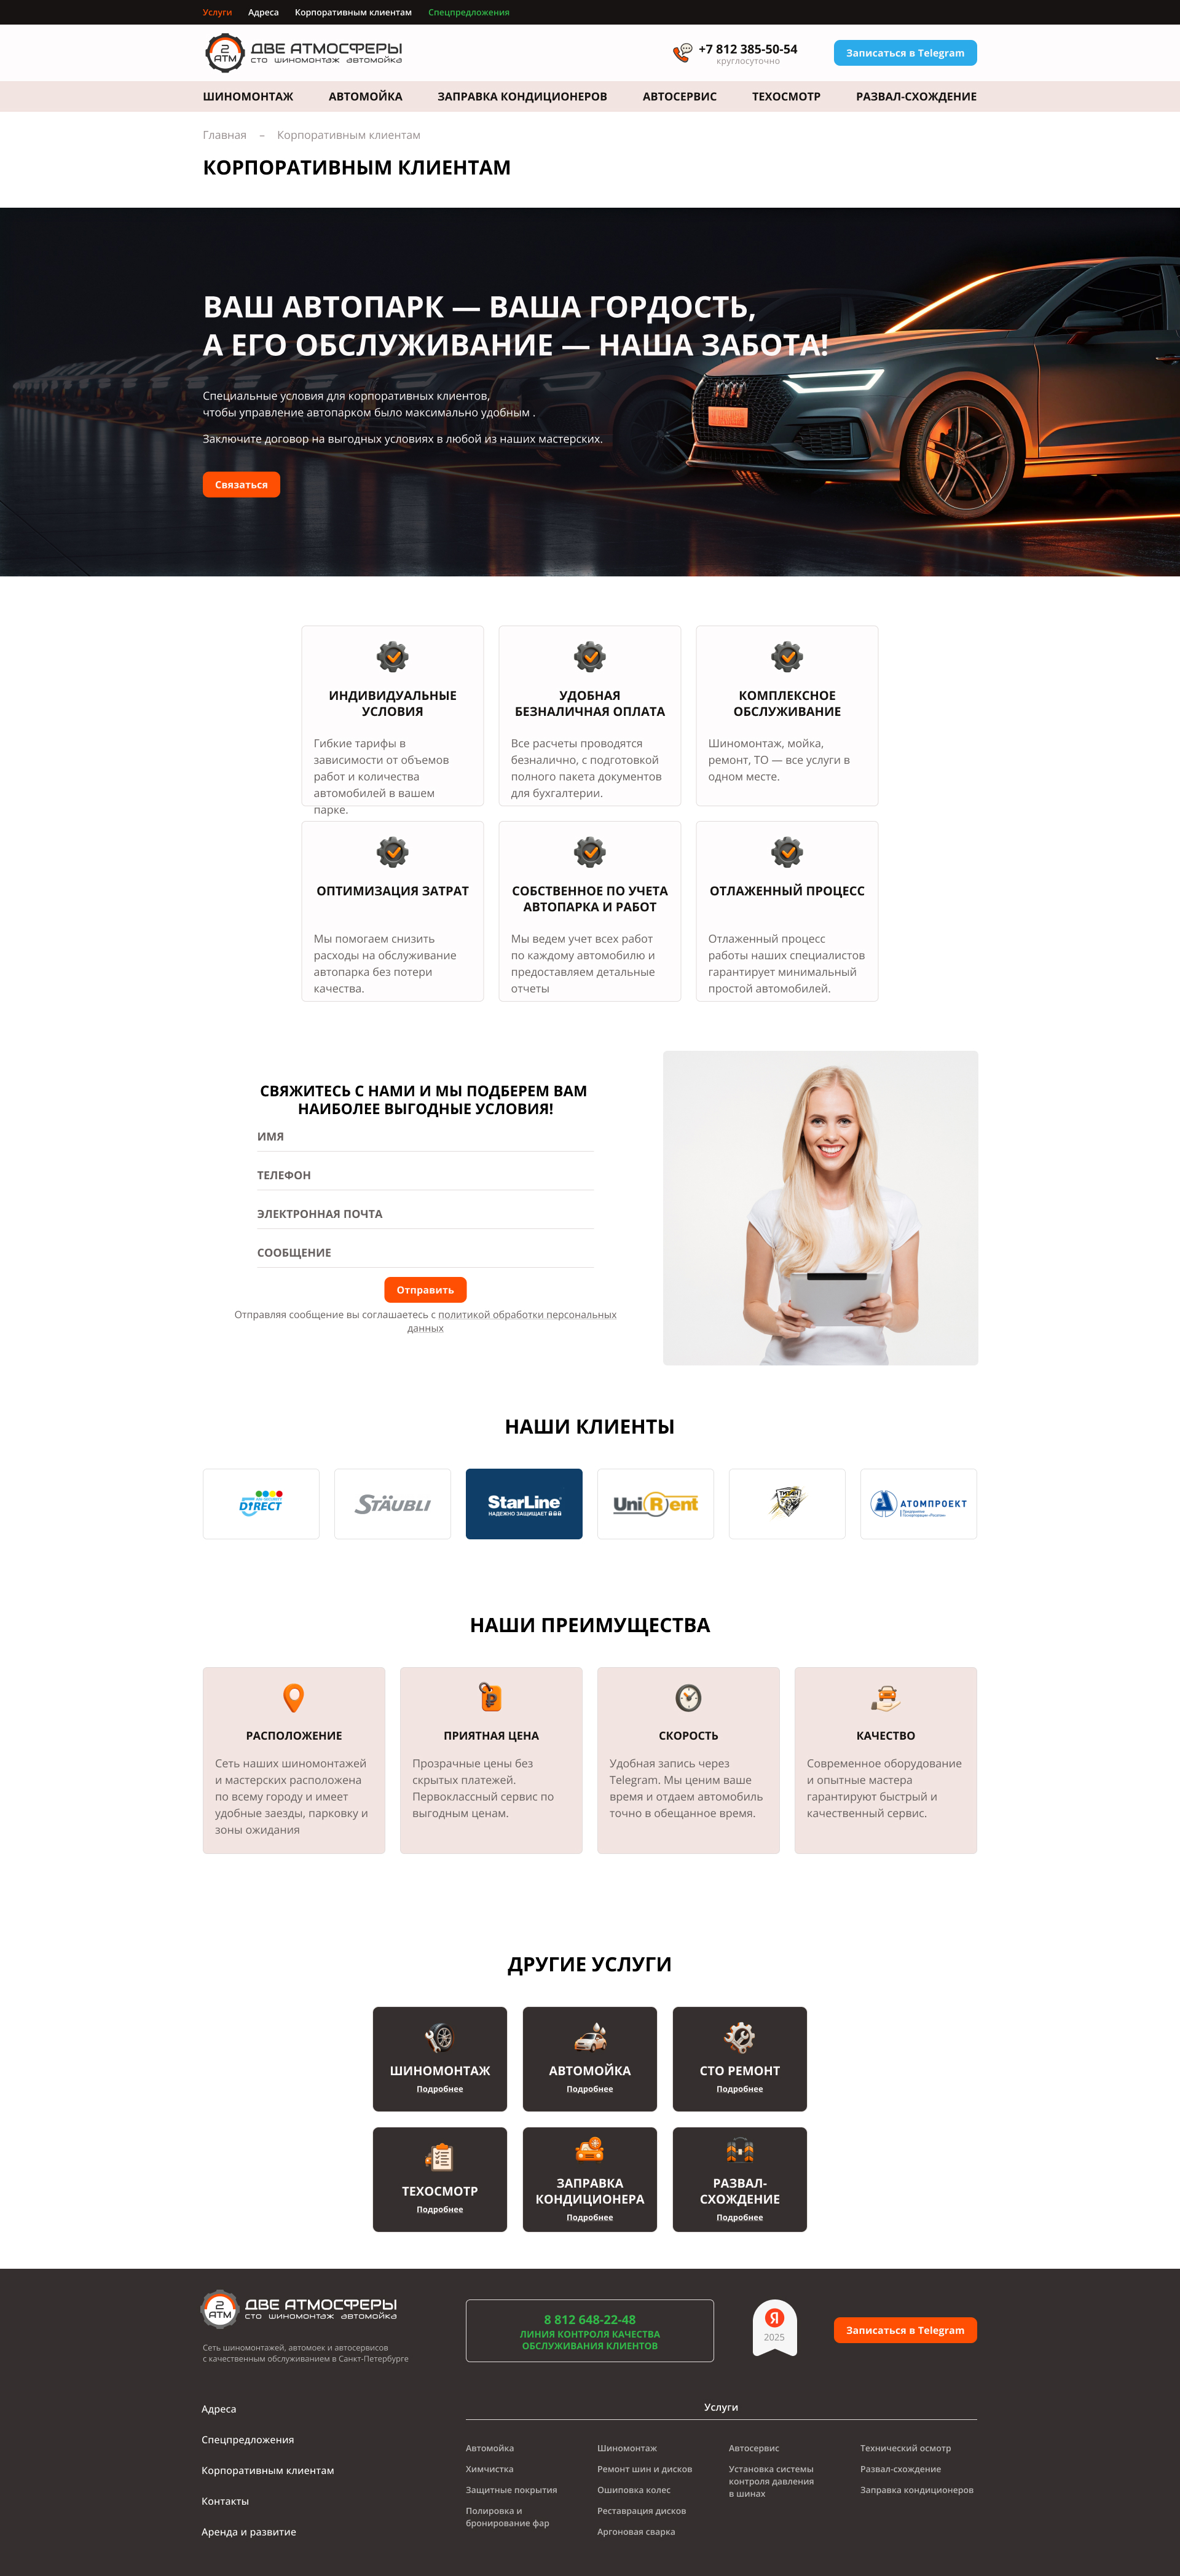 Услуги Адреса Корпоративным клиентам Спецпредложения
2 АТМ
ДВЕ АТМОСФЕРЫ
сто шиномонтаж автомойка
+7 812 385-50-54
круглосуточно
Записаться в Telegram
ШИНОМОНТАЖ АВТОМОЙКА ЗАПРАВКА КОНДИЦИОНЕРОВ АВТОСЕРВИС ТЕХОСМОТР РАЗВАЛ-СХОЖДЕНИЕ
Главная – Корпоративным клиентам
КОРПОРАТИВНЫМ КЛИЕНТАМ
ВАШ АВТОПАРК — ВАША ГОРДОСТЬ,
А ЕГО ОБСЛУЖИВАНИЕ — НАША ЗАБОТА!
Специальные условия для корпоративных клиентов,
чтобы управление автопарком было максимально удобным .
Заключите договор на выгодных условиях в любой из наших мастерских.
Связаться
ИНДИВИДУАЛЬНЫЕ
УСЛОВИЯ
Гибкие тарифы в
зависимости от объемов
работ и количества
автомобилей в вашем
парке.
УДОБНАЯ
БЕЗНАЛИЧНАЯ ОПЛАТА
Все расчеты проводятся
безналично, с подготовкой
полного пакета документов
для бухгалтерии.
КОМПЛЕКСНОЕ
ОБСЛУЖИВАНИЕ
Шиномонтаж, мойка,
ремонт, ТО — все услуги в
одном месте.
ОПТИМИЗАЦИЯ ЗАТРАТ
Мы помогаем снизить
расходы на обслуживание
автопарка без потери
качества.
СОБСТВЕННОЕ ПО УЧЕТА
АВТОПАРКА И РАБОТ
Мы ведем учет всех работ
по каждому автомобилю и
предоставляем детальные
отчеты
ОТЛАЖЕННЫЙ ПРОЦЕСС
Отлаженный процесс
работы наших специалистов
гарантирует минимальный
простой автомобилей.
СВЯЖИТЕСЬ С НАМИ И МЫ ПОДБЕРЕМ ВАМ
НАИБОЛЕЕ ВЫГОДНЫЕ УСЛОВИЯ!
ИМЯ
ТЕЛЕФОН
ЭЛЕКТРОННАЯ ПОЧТА
СООБЩЕНИЕ
Отправить
Отправляя сообщение вы соглашаетесь с политикой обработки персональных
данных
НАШИ КЛИЕНТЫ
D1RECT
STÄUBLI
StarLine
НАДЕЖНО ЗАЩИЩАЕТ
UniRent
ТИТАН
АТОМПРОЕКТ
НАШИ ПРЕИМУЩЕСТВА
РАСПОЛОЖЕНИЕ
Сеть наших шиномонтажей
и мастерских расположена
по всему городу и имеет
удобные заезды, парковку и
зоны ожидания
ПРИЯТНАЯ ЦЕНА
Прозрачные цены без
скрытых платежей.
Первоклассный сервис по
выгодным ценам.
СКОРОСТЬ
Удобная запись через
Telegram. Мы ценим ваше
время и отдаем автомобиль
точно в обещанное время.
КАЧЕСТВО
Современное оборудование
и опытные мастера
гарантируют быстрый и
качественный сервис.
ДРУГИЕ УСЛУГИ
ШИНОМОНТАЖ
Подробнее
АВТОМОЙКА
Подробнее
СТО РЕМОНТ
Подробнее
ТЕХОСМОТР
Подробнее
ЗАПРАВКА
КОНДИЦИОНЕРА
Подробнее
РАЗВАЛ-
СХОЖДЕНИЕ
Подробнее
2 АТМ
ДВЕ АТМОСФЕРЫ
сто шиномонтаж автомойка
Сеть шиномонтажей, автомоек и автосервисов
с качественным обслуживанием в Санкт-Петербурге
8 812 648-22-48
ЛИНИЯ КОНТРОЛЯ КАЧЕСТВА
ОБСЛУЖИВАНИЯ КЛИЕНТОВ
Я
2025
Записаться в Telegram
Адреса
Спецпредложения
Корпоративным клиентам
Контакты
Аренда и развитие
Услуги
Автомойка
Химчистка
Защитные покрытия
Полировка и
бронирование фар
Шиномонтаж
Ремонт шин и дисков
Ошиповка колес
Реставрация дисков
Аргоновая сварка
Автосервис
Установка системы
контроля давления
в шинах
Технический осмотр
Развал-схождение
Заправка кондиционеров